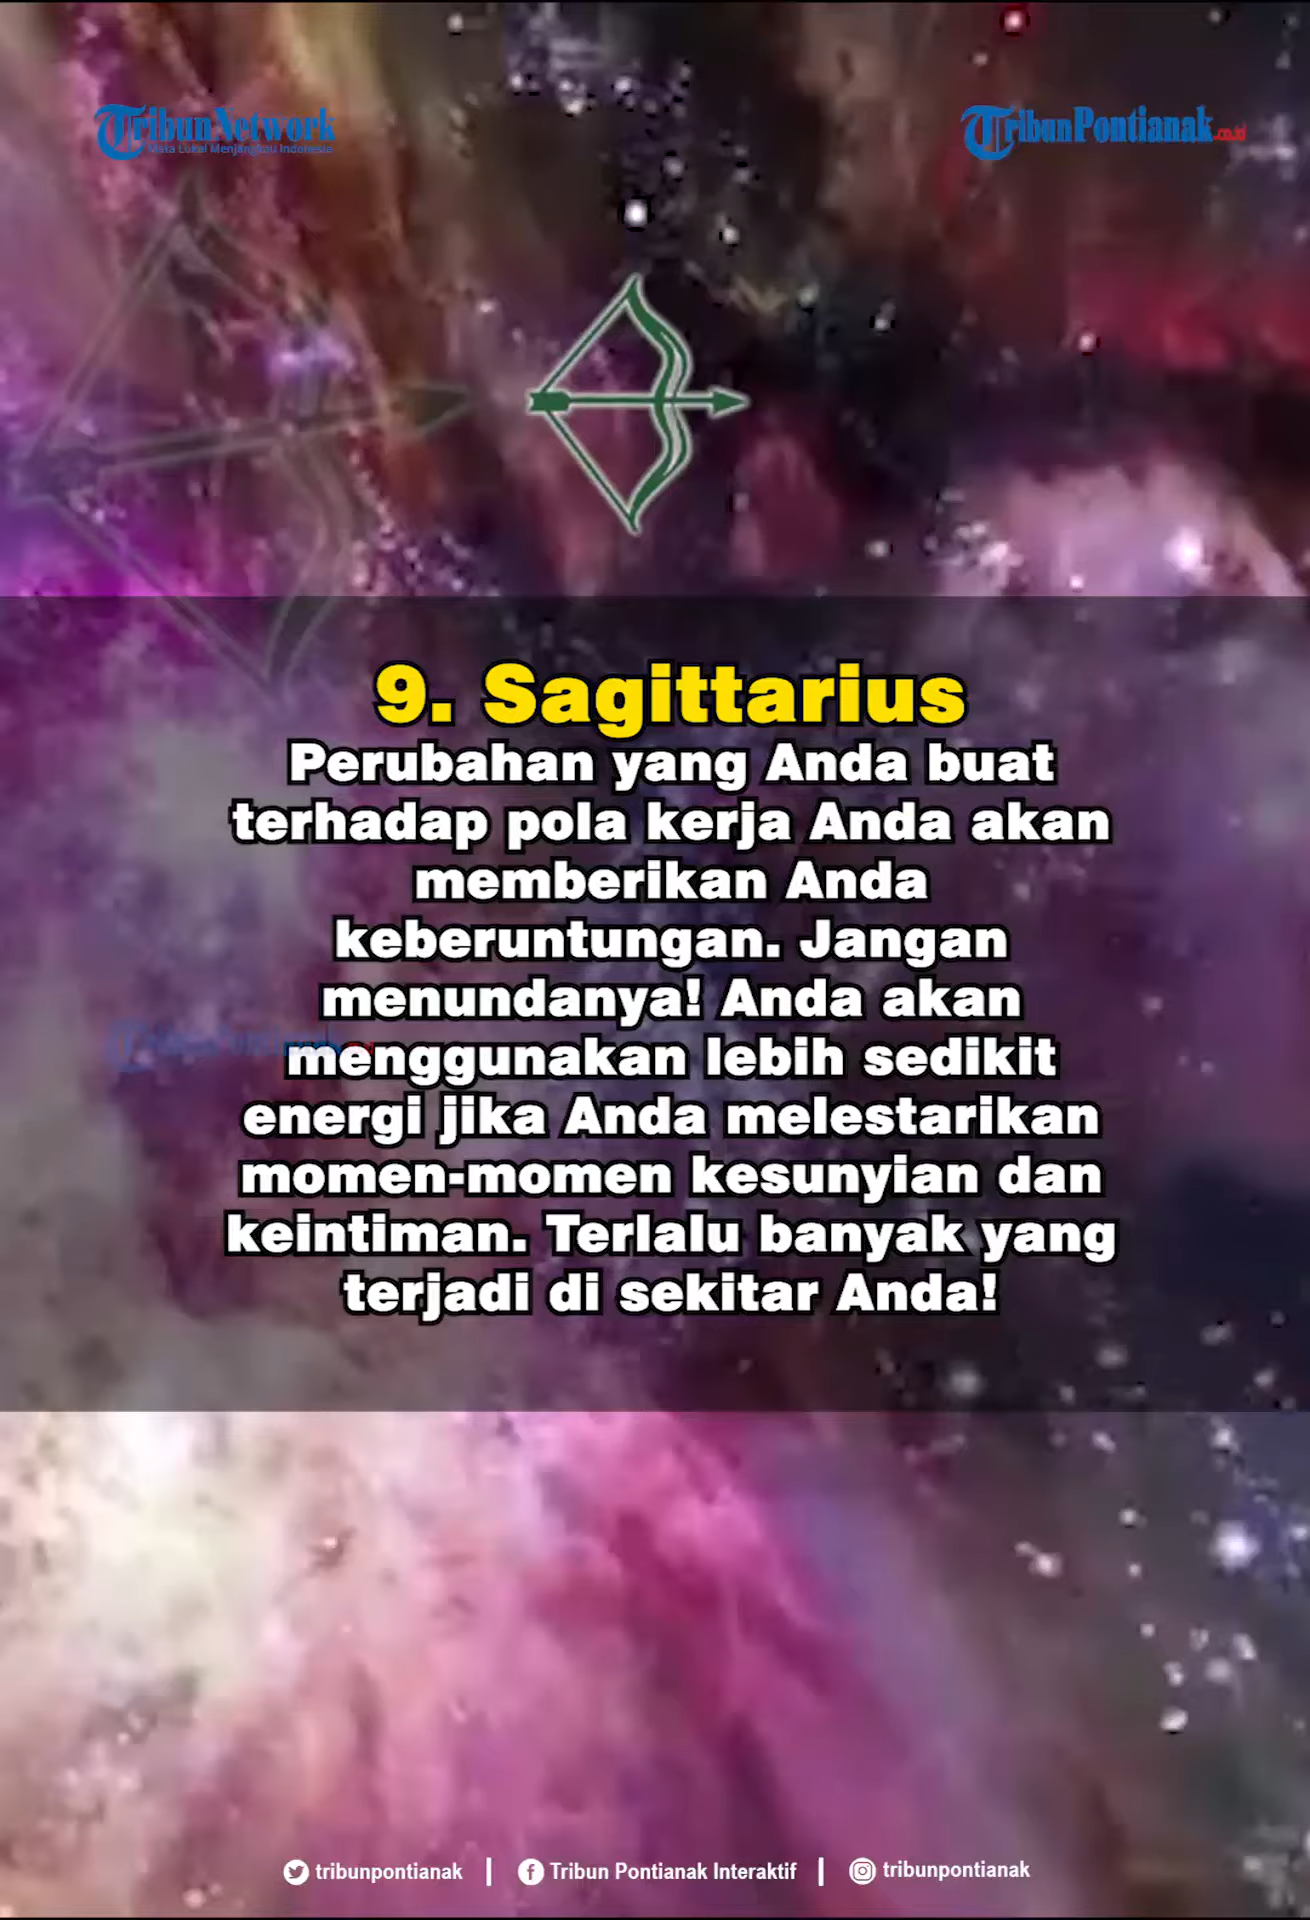 Tribun Network
Mata Lokal Menjangkau Indonesia
TribunPontianak.co.id
9. Sagittarius
Perubahan yang Anda buat
terhadap pola kerja Anda akan
memberikan Anda
keberuntungan. Jangan
menundanya! Anda akan
menggunakan lebih sedikit
energi jika Anda melestarikan
momen-momen kesunyian dan
keintiman. Terlalu banyak yang
terjadi di sekitar Anda!
tribunpontianak | Tribun Pontianak Interaktif | tribunpontianak